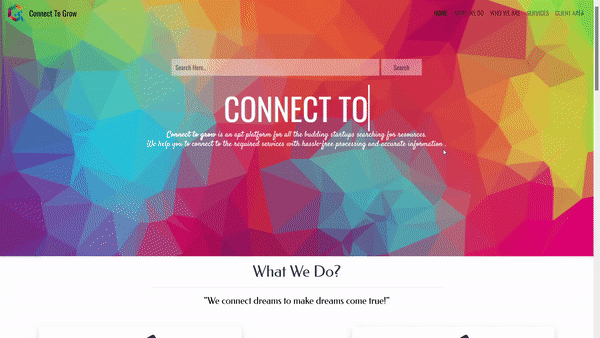 Connect To Grow
HOME WHAT WE DO WHO WE ARE SERVICES CLIENT AREA
Search Here.. Search
CONNECT TO
Connect to grow is an apt platform for all the budding startups searching for resources.
We help you to connect to the required services with hassle-free processing and accurate information.
What We Do?
"We connect dreams to make dreams come true!"